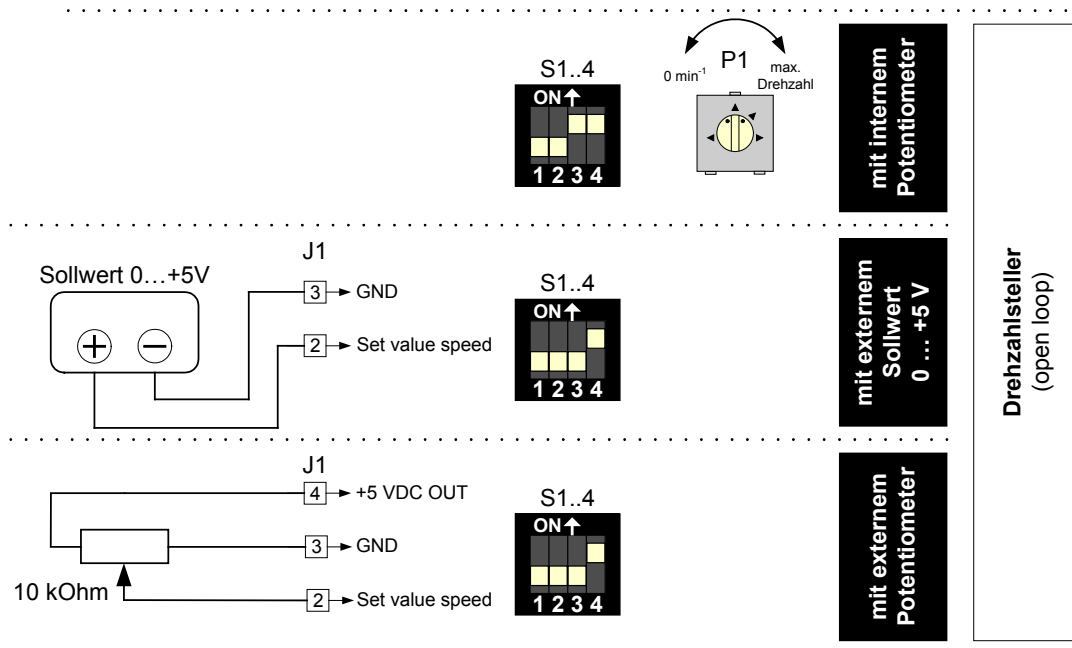 S1..4
ON
1 2 3 4
P1
0 min⁻¹
max.
Drehzahl
mit internem
Potentiometer
Sollwert 0…+5V
J1
3 GND
2 Set value speed
S1..4
ON
1 2 3 4
mit externem
Sollwert
0 … +5 V
J1
4 +5 VDC OUT
3 GND
2 Set value speed
10 kOhm
S1..4
ON
1 2 3 4
mit externem
Potentiometer
Drehzahlsteller
(open loop)